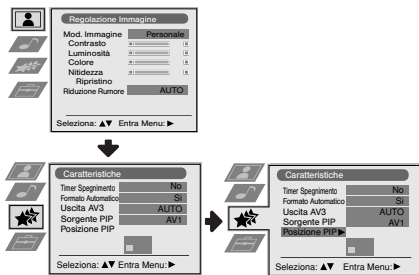 Regolazione Immagine
Mod. Immagine Personale
Contrasto
Luminosità
Colore
Nitidezza
Ripristino
Riduzione Rumore AUTO
Seleziona: ▲▼ Entra Menu: ▶
Caratteristiche
Timer Spegnimento No
Formato Automatico Si
Uscita AV3 AUTO
Sorgente PIP AV1
Posizione PIP
Seleziona: ▲▼ Entra Menu: ▶
Caratteristiche
Timer Spegnimento No
Formato Automatico Si
Uscita AV3 AUTO
Sorgente PIP AV1
Posizione PIP ▶
Seleziona: ▲▼ Entra Menu: ▶